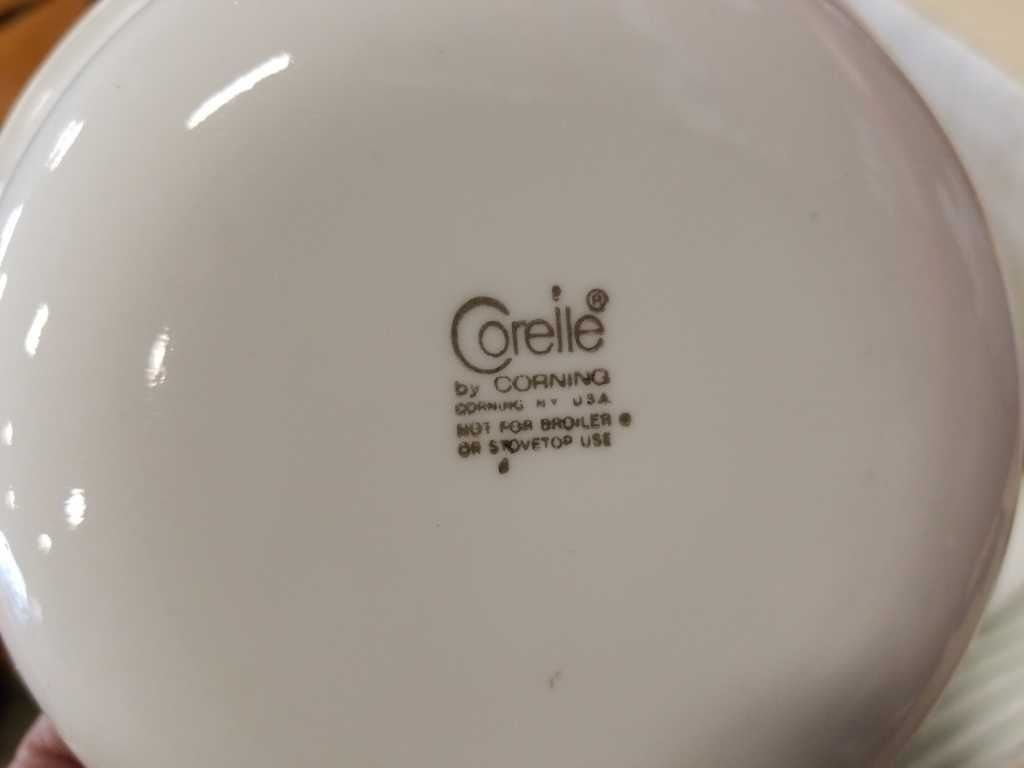 Corelle®
by CORNING
CORNING NY USA
NOT FOR BROILER
OR STOVETOP USE